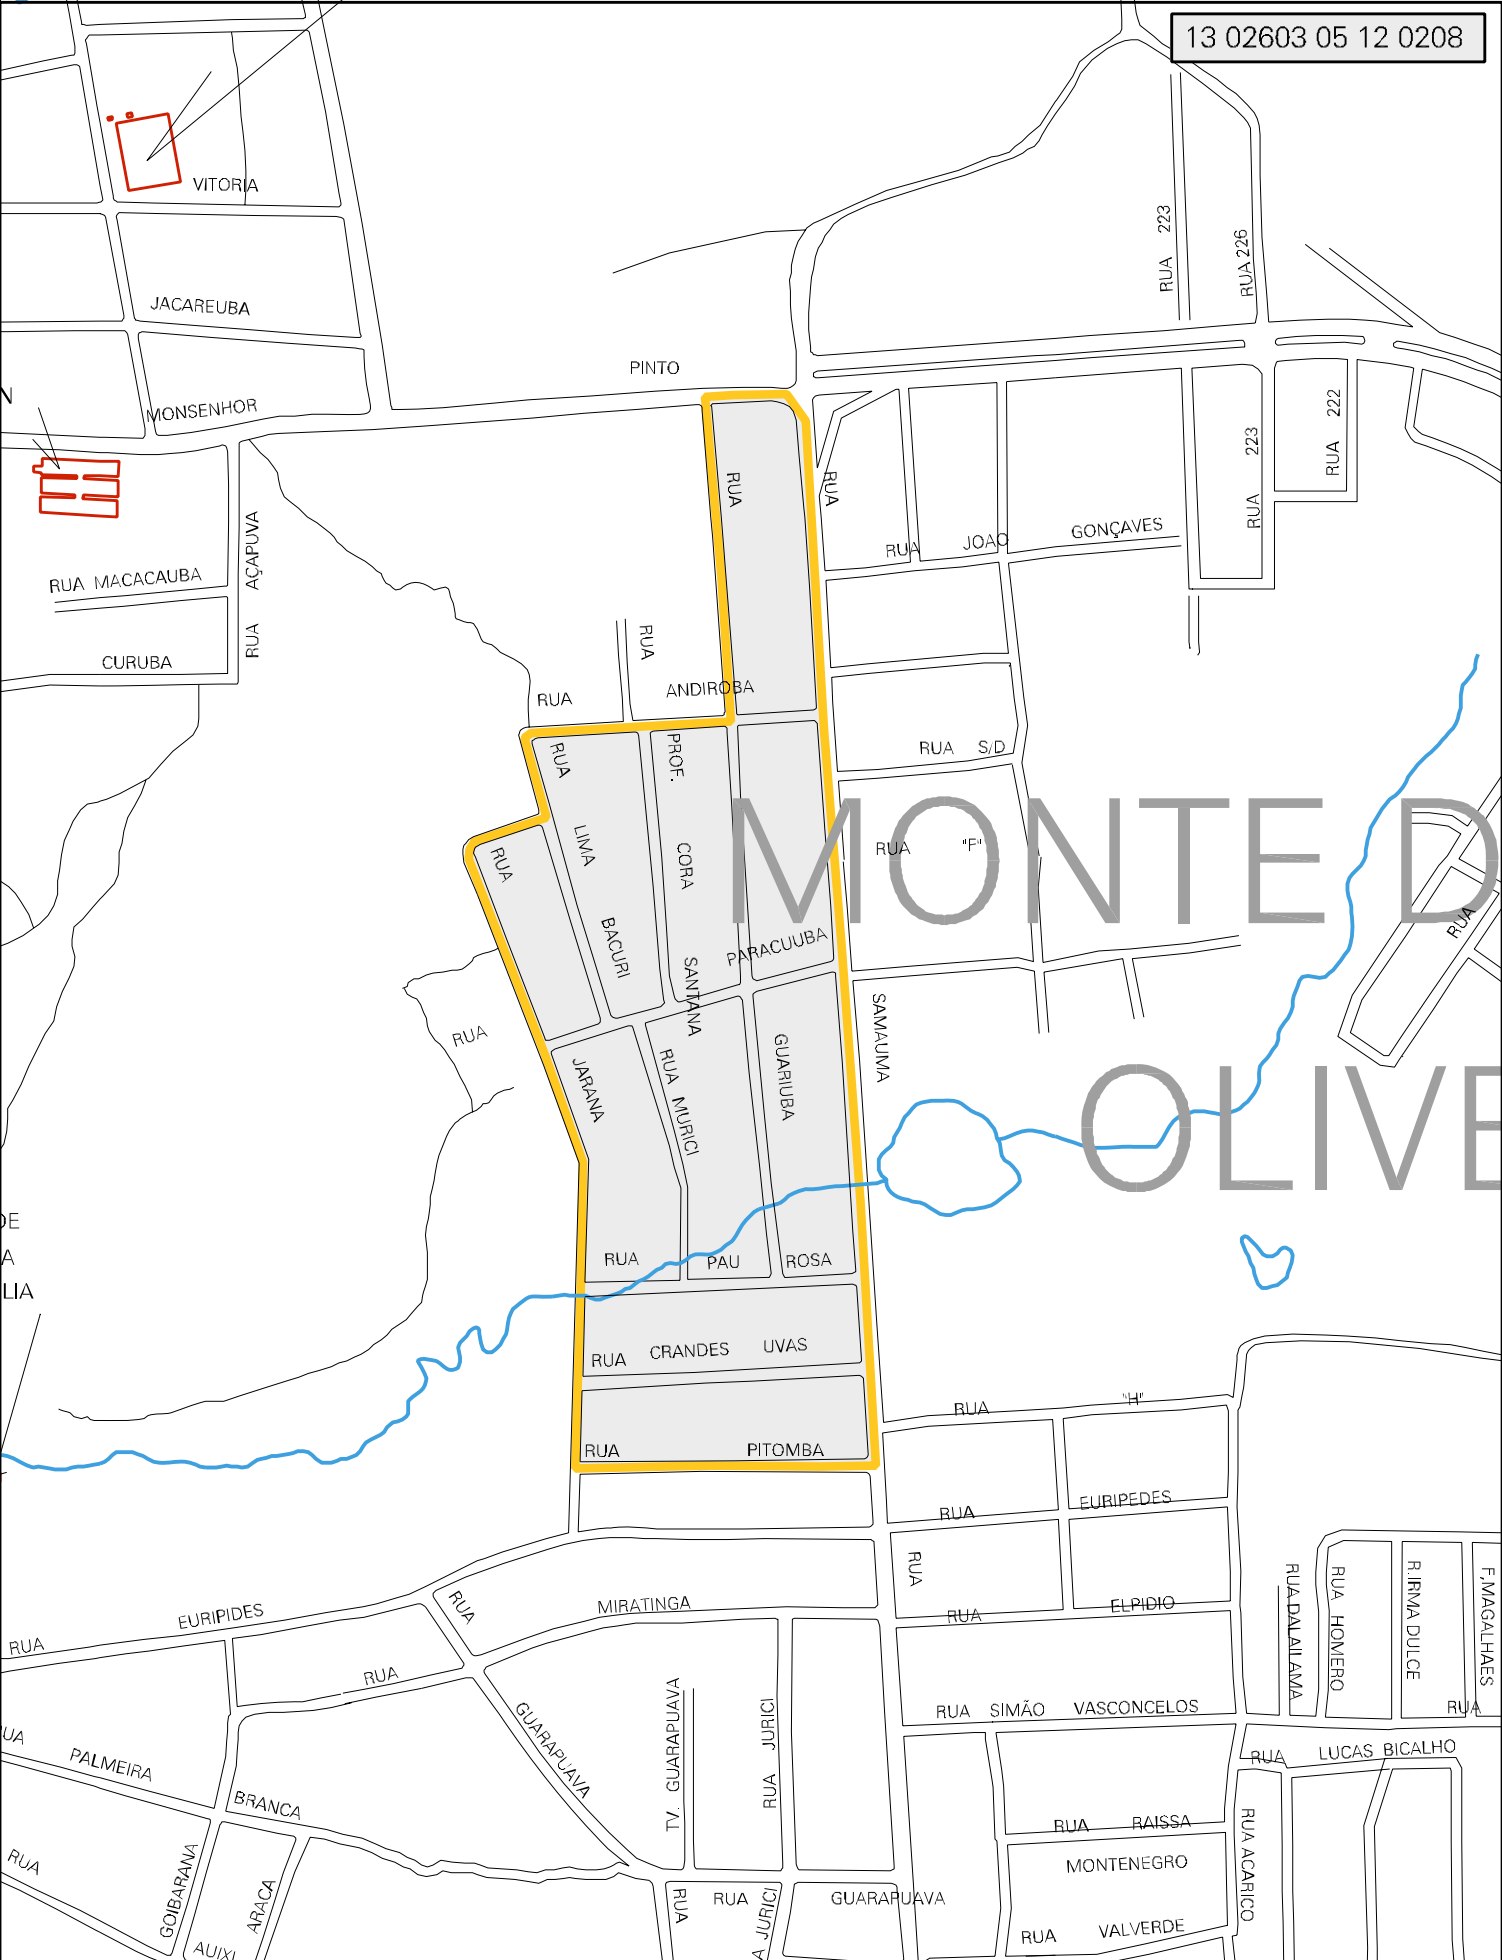 13 02603 05 12 0208
VITORIA
JACAREUBA
MONSENHOR
PINTO
RUA 223
RUA 226
RUA 223
RUA 222
N
RUA MACACAUBA
RUA AÇAPUVA
CURUBA
RUA
RUA
RUA JOAO GONÇAVES
RUA
RUA ANDIROBA
RUA S/D
RUA
PROF.
LIMA
CORA
RUA
BACURI
SANTANA
PARACUUBA
RUA "F"
MONTE D
RUA
RUA
SAMAUMA
JARANA
RUA MURICI
GUARIUBA
OLIVE
DE
A
LIA
RUA PAU ROSA
RUA CRANDES UVAS
RUA PITOMBA
RUA "H"
RUA EURIPEDES
RUA
RUA ELPIDIO
RUA DALAILAMA
RUA HOMERO
R.IRMA DULCE
F.MAGALHAES
RUA EURIPIDES
RUA
MIRATINGA
RUA
GUARAPUAVA
TV. GUARAPUAVA
RUA JURICI
RUA SIMÃO VASCONCELOS
RUA
RUA LUCAS BICALHO
UA
PALMEIRA
BRANCA
RUA
GOIBARANA
ARACA
AUIXI
RUA RAISSA
MONTENEGRO
RUA ACARICO
RUA
RUA GUARAPUAVA
A JURICI
RUA VALVERDE